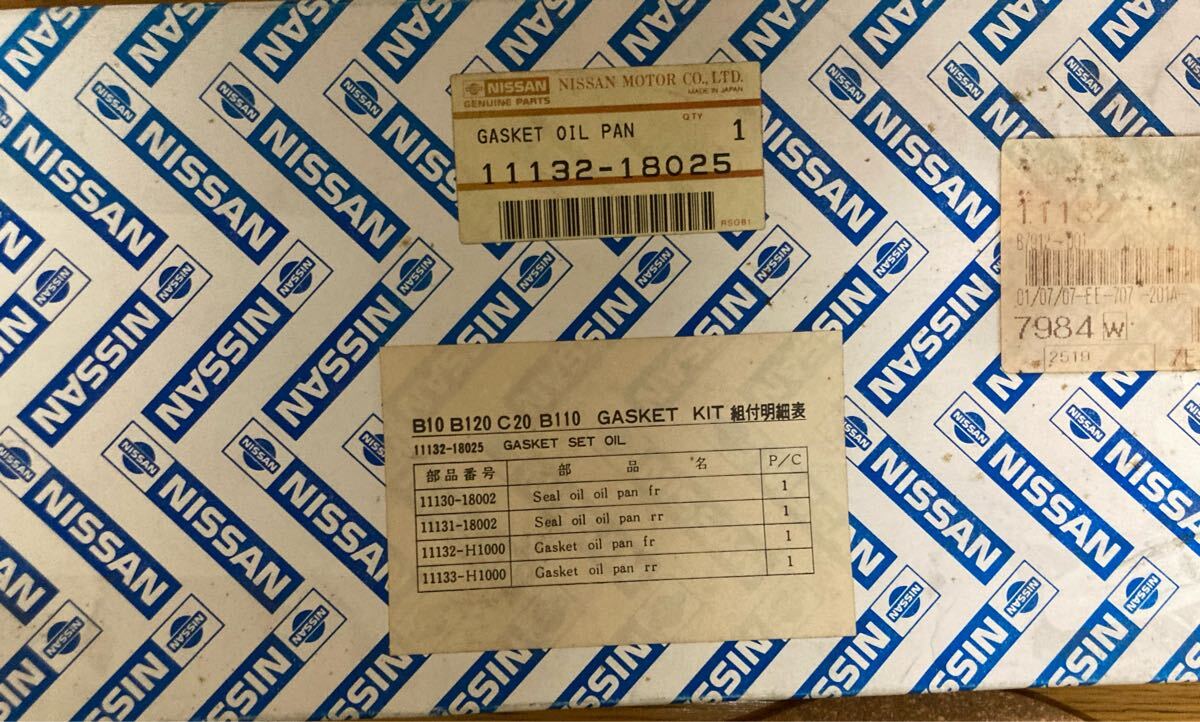 NISSAN NISSAN MOTOR CO., LTD.
GENUINE PARTS MADE IN JAPAN
QTY
GASKET OIL PAN 1
11132-18025
RSGB1
11132
01/07/07-EE-707 -201A-
7984 W
2519
B10 B120 C20 B110 GASKET KIT 組付明細表
11132-18025 GASKET SET OIL
部品番号 部品名 P/C
11130-18002 Seal oil oil pan fr 1
11131-18002 Seal oil oil pan rr 1
11132-H1000 Gasket oil pan fr 1
11133-H1000 Gasket oil pan rr 1
NISSAN